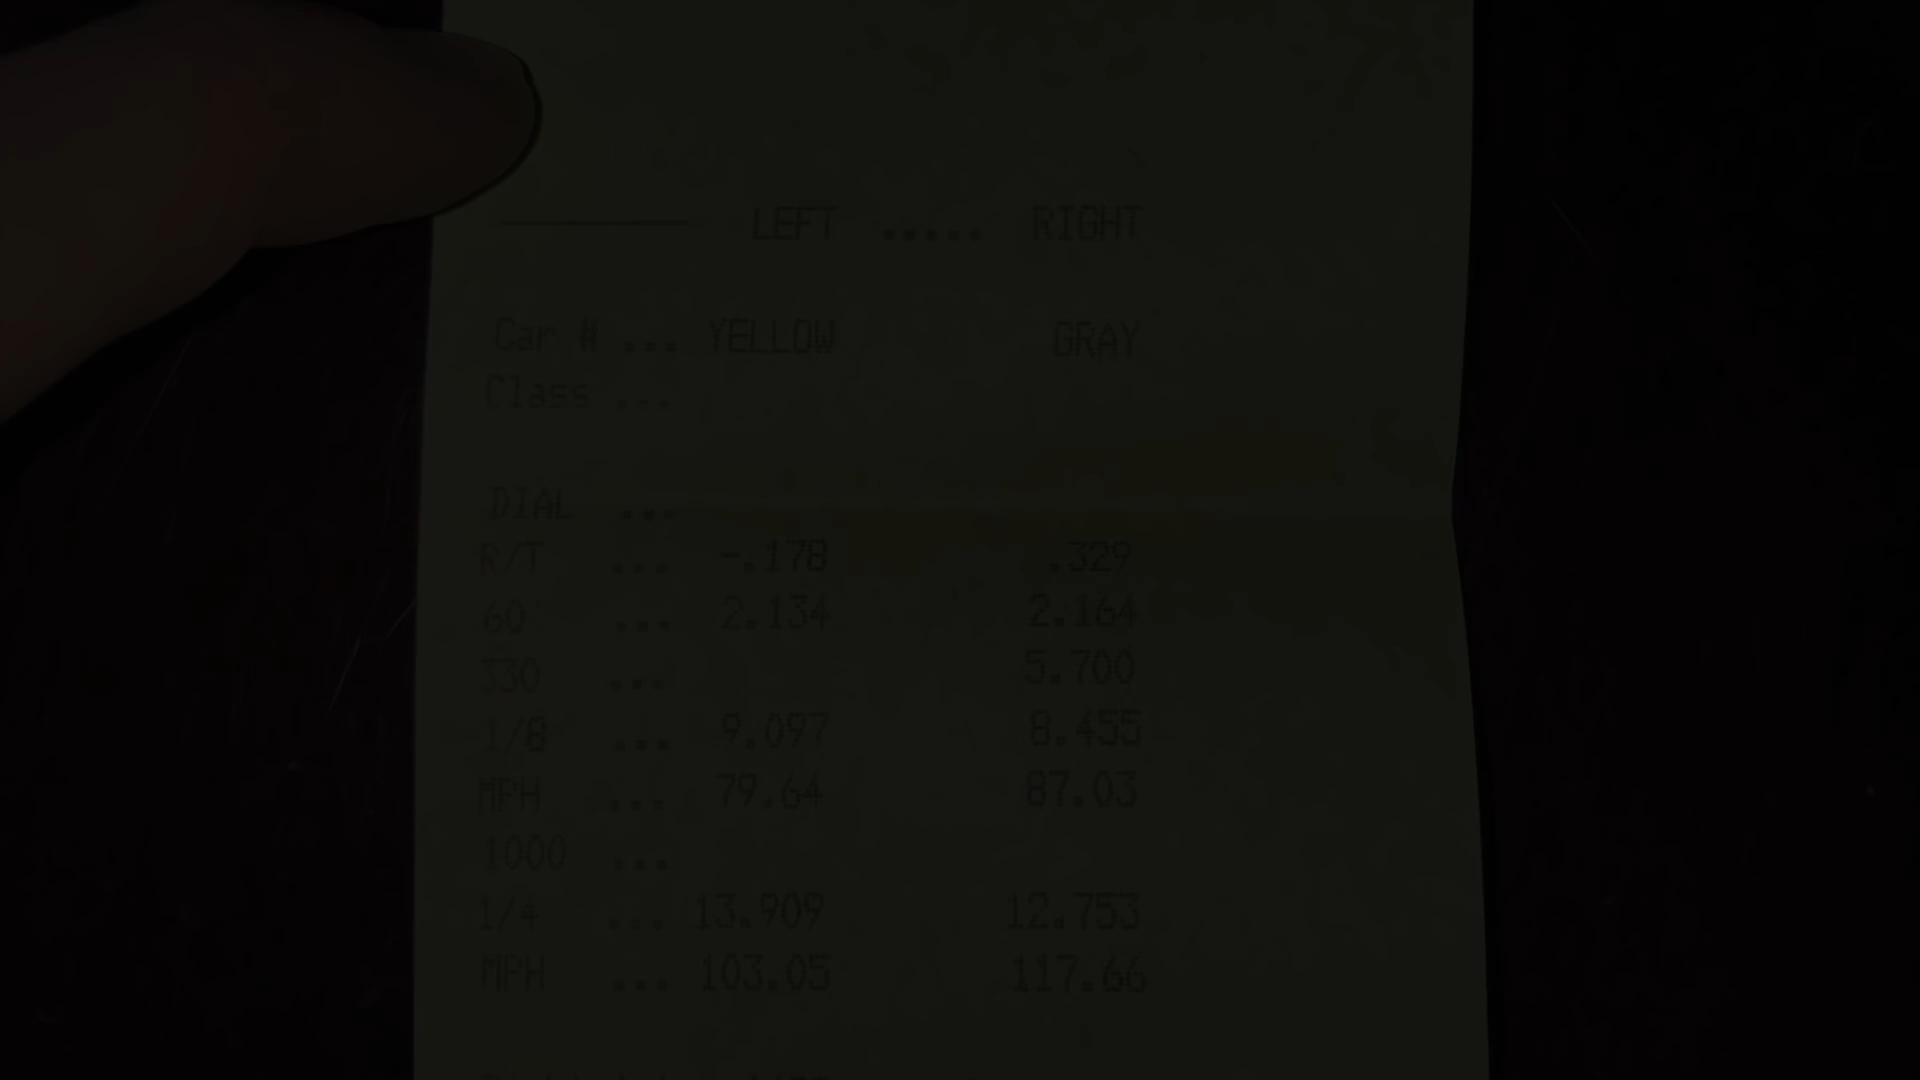 LEFT ..... RIGHT
Car # ... YELLOW GRAY
Class ...
DIAL ...
R/T ... -.178 .329
60 ... 2.134 2.164
330 ... 5.700
1/8 ... 9.097 8.455
MPH ... 79.64 87.03
1000 ...
1/4 ... 13.909 12.753
MPH ... 103.05 117.66